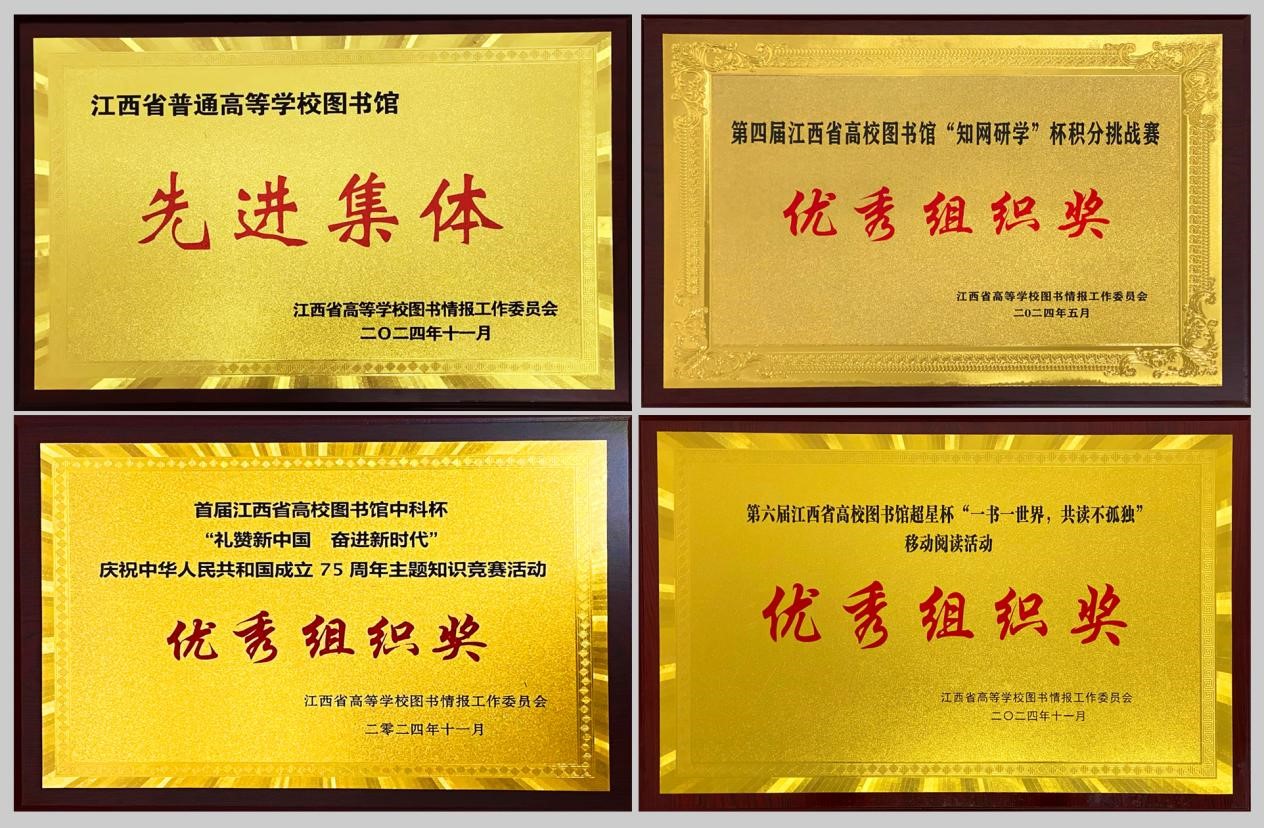 江西省普通高等学校图书馆
先进集体
江西省高等学校图书情报工作委员会
二〇二四年十一月
第四届江西省高校图书馆“知网研学”杯积分挑战赛
优秀组织奖
江西省高等学校图书情报工作委员会
二0二四年五月
首届江西省高校图书馆中科杯
“礼赞新中国 奋进新时代”
庆祝中华人民共和国成立 75 周年主题知识竞赛活动
优秀组织奖
江西省高等学校图书情报工作委员会
二零二四年十一月
第六届江西省高校图书馆超星杯“一书一世界，共读不孤独”
移动阅读活动
优秀组织奖
江西省高等学校图书情报工作委员会
二〇二四年十一月